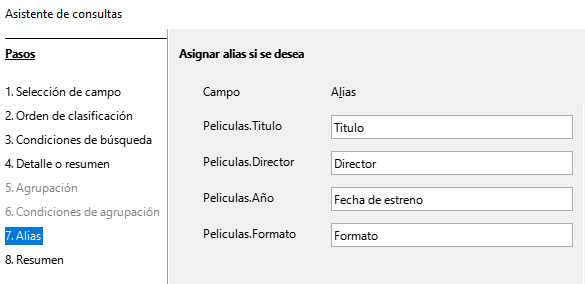 Asistente de consultas
Pasos
1. Selección de campo
2. Orden de clasificación
3. Condiciones de búsqueda
4. Detalle o resumen
5. Agrupación
6. Condiciones de agrupación
7. Alias
8. Resumen
Asignar alias si se desea
Campo Alias
Peliculas.Titulo Titulo
Peliculas.Director Director
Peliculas.Año Fecha de estreno
Peliculas.Formato Formato